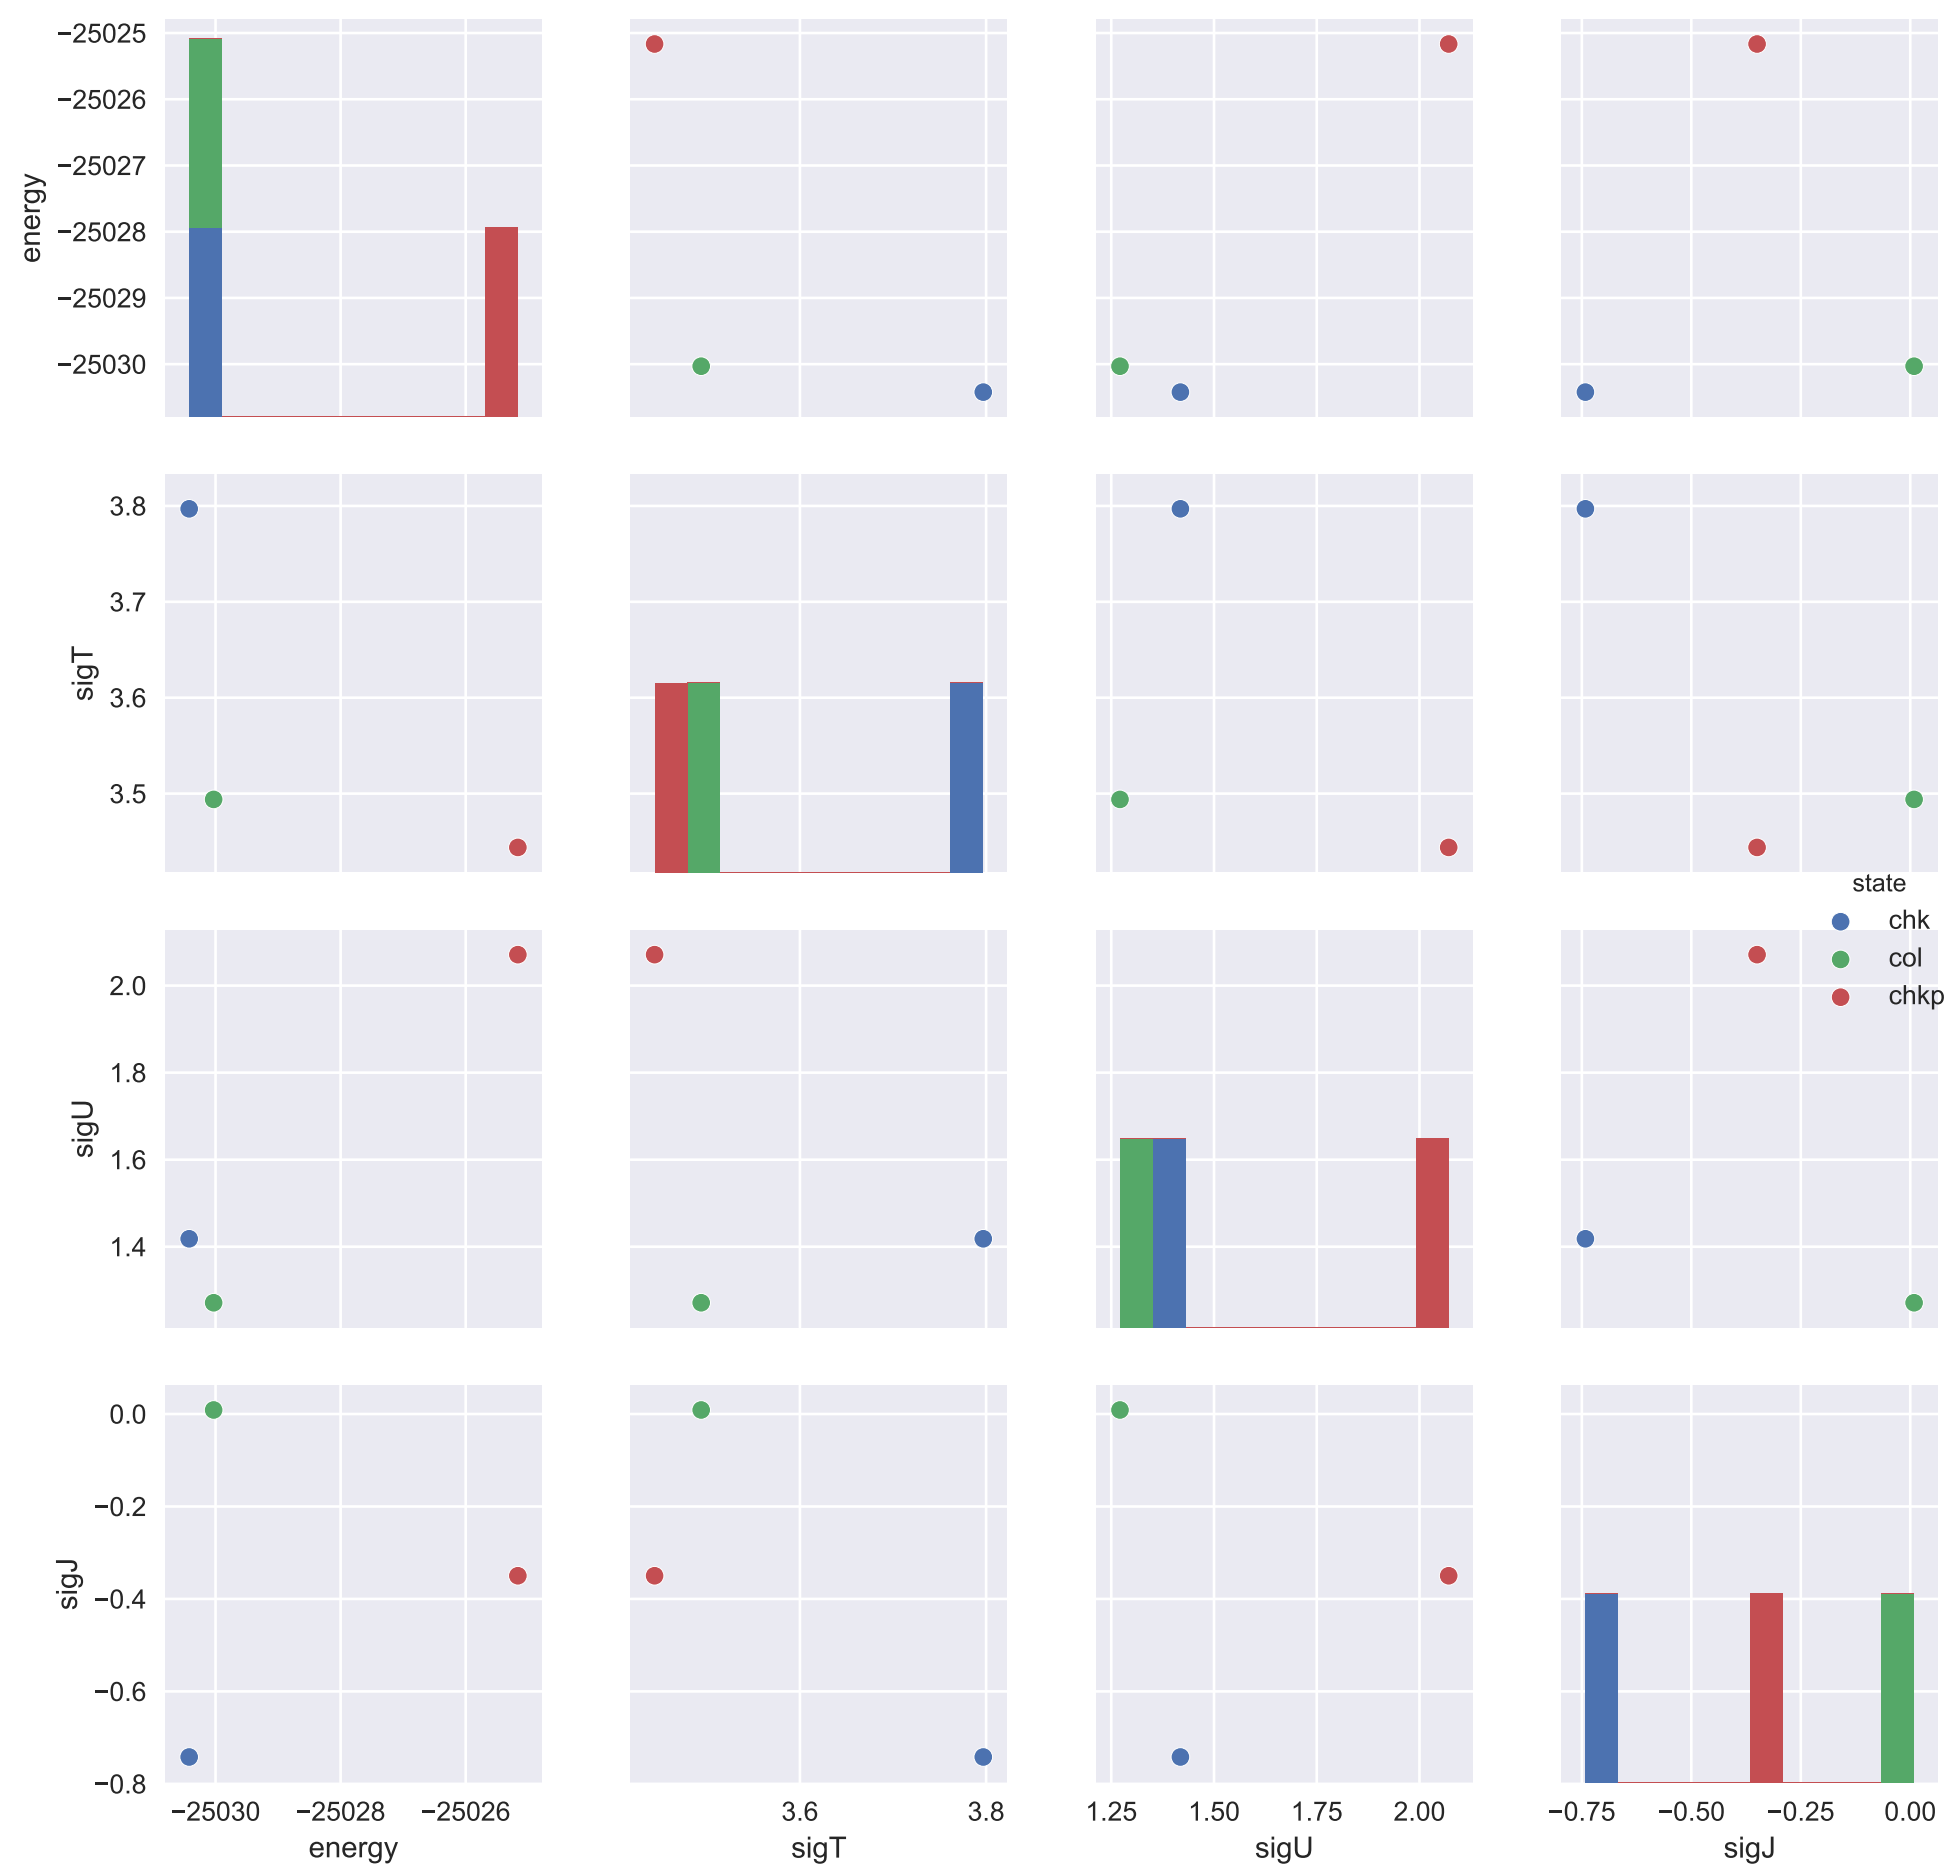 −25025
−25026
−25027
−25028
−25029
−25030
energy
3.8
3.7
3.6
3.5
sigT
state
chk
col
chkp
2.0
1.8
1.6
1.4
sigU
0.0
−0.2
−0.4
−0.6
−0.8
sigJ
−25030 −25028 −25026 3.6 3.8 1.25 1.50 1.75 2.00 −0.75 −0.50 −0.25 0.00
energy sigT sigU sigJ